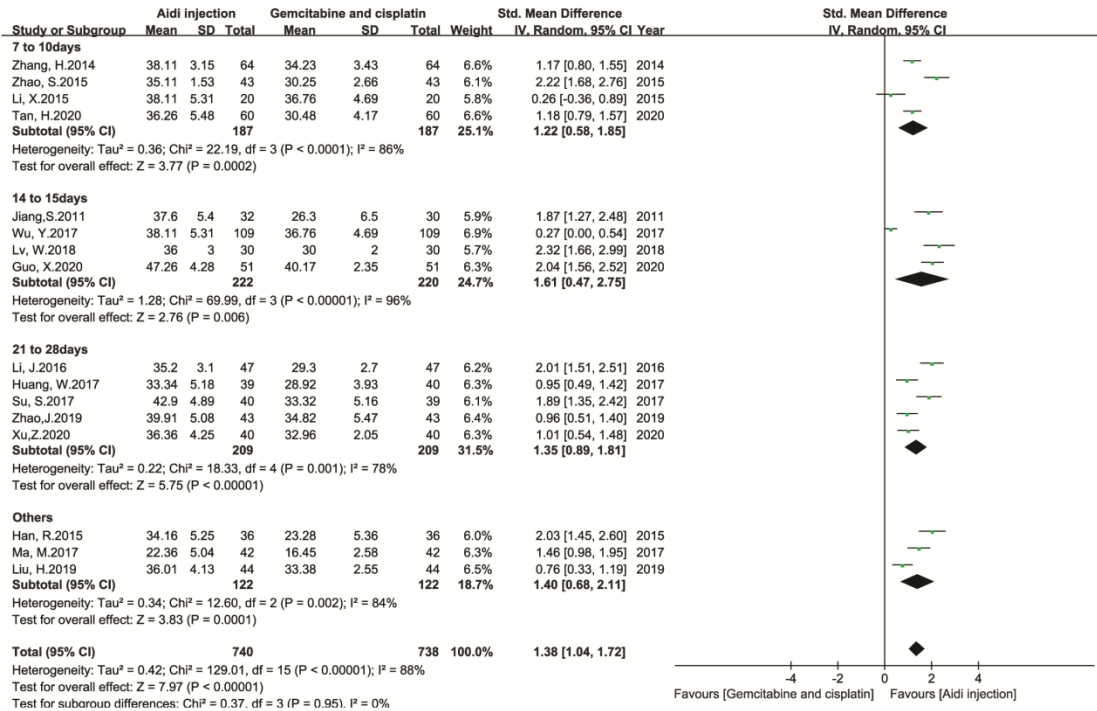 Aidi injection Gemcitabine and cisplatin Std. Mean Difference Std. Mean Difference
Study or Subgroup Mean SD Total Mean SD Total Weight IV, Random, 95% CI Year IV, Random, 95% CI
7 to 10days
Zhang, H.2014 38.11 3.15 64 34.23 3.43 64 6.6% 1.17 [0.80, 1.55] 2014
Zhao, S.2015 35.11 1.53 43 30.25 2.66 43 6.1% 2.22 [1.68, 2.76] 2015
Li, X.2015 38.11 5.31 20 36.76 4.69 20 5.8% 0.26 [-0.36, 0.89] 2015
Tan, H.2020 36.26 5.48 60 30.48 4.17 60 6.6% 1.18 [0.79, 1.57] 2020
Subtotal (95% CI) 187 187 25.1% 1.22 [0.58, 1.85]
Heterogeneity: Tau² = 0.36; Chi² = 22.19, df = 3 (P < 0.0001); I² = 86%
Test for overall effect: Z = 3.77 (P = 0.0002)
14 to 15days
Jiang,S.2011 37.6 5.4 32 26.3 6.5 30 5.9% 1.87 [1.27, 2.48] 2011
Wu, Y.2017 38.11 5.31 109 36.76 4.69 109 6.9% 0.27 [0.00, 0.54] 2017
Lv, W.2018 36 3 30 30 2 30 5.7% 2.32 [1.66, 2.99] 2018
Guo, X.2020 47.26 4.28 51 40.17 2.35 51 6.3% 2.04 [1.56, 2.52] 2020
Subtotal (95% CI) 222 220 24.7% 1.61 [0.47, 2.75]
Heterogeneity: Tau² = 1.28; Chi² = 69.99, df = 3 (P < 0.00001); I² = 96%
Test for overall effect: Z = 2.76 (P = 0.006)
21 to 28days
Li, J.2016 35.2 3.1 47 29.3 2.7 47 6.2% 2.01 [1.51, 2.51] 2016
Huang, W.2017 33.34 5.18 39 28.92 3.93 40 6.3% 0.95 [0.49, 1.42] 2017
Su, S.2017 42.9 4.89 40 33.32 5.16 39 6.1% 1.89 [1.35, 2.42] 2017
Zhao,J.2019 39.91 5.08 43 34.82 5.47 43 6.4% 0.96 [0.51, 1.40] 2019
Xu,Z.2020 36.36 4.25 40 32.96 2.05 40 6.3% 1.01 [0.54, 1.48] 2020
Subtotal (95% CI) 209 209 31.5% 1.35 [0.89, 1.81]
Heterogeneity: Tau² = 0.22; Chi² = 18.33, df = 4 (P = 0.001); I² = 78%
Test for overall effect: Z = 5.75 (P < 0.00001)
Others
Han, R.2015 34.16 5.25 36 23.28 5.36 36 6.0% 2.03 [1.45, 2.60] 2015
Ma, M.2017 22.36 5.04 42 16.45 2.58 42 6.3% 1.46 [0.98, 1.95] 2017
Liu, H.2019 36.01 4.13 44 33.38 2.55 44 6.5% 0.76 [0.33, 1.19] 2019
Subtotal (95% CI) 122 122 18.7% 1.40 [0.68, 2.11]
Heterogeneity: Tau² = 0.34; Chi² = 12.60, df = 2 (P = 0.002); I² = 84%
Test for overall effect: Z = 3.83 (P = 0.0001)
Total (95% CI) 740 738 100.0% 1.38 [1.04, 1.72]
Heterogeneity: Tau² = 0.42; Chi² = 129.01, df = 15 (P < 0.00001); I² = 88%
Test for overall effect: Z = 7.97 (P < 0.00001)
Test for subgroup differences: Chi² = 0.37, df = 3 (P = 0.95), I² = 0%
-4 -2 0 2 4
Favours [Gemcitabine and cisplatin] Favours [Aidi injection]